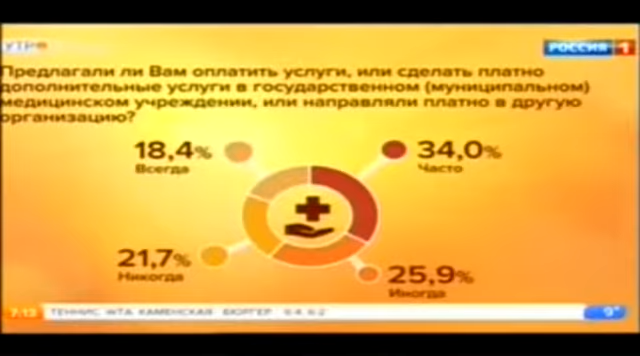 УТРО
РОССИЯ 1
Предлагали ли Вам оплатить услуги, или сделать платно
дополнительные услуги в государственном (муниципальном)
медицинском учреждении, или направляли платно в другую
организацию?
18,4%
Всегда
34,0%
Часто
21,7%
Никогда
25,9%
Иногда
7:13 ТЕННИС. WTA. КАМЕНСКАЯ БЮРГЕР 6:4 6:2 9°